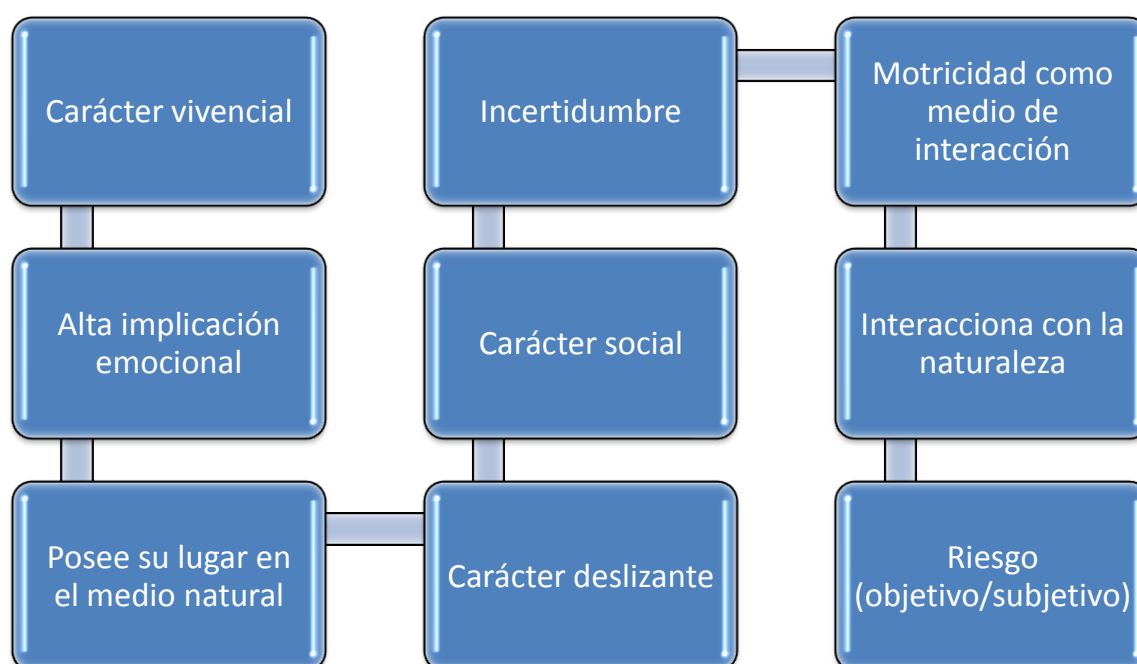 Carácter vivencial
Alta implicación
emocional
Posee su lugar en
el medio natural
Carácter deslizante
Carácter social
Incertidumbre
Motricidad como
medio de
interacción
Interacciona con la
naturaleza
Riesgo
(objetivo/subjetivo)